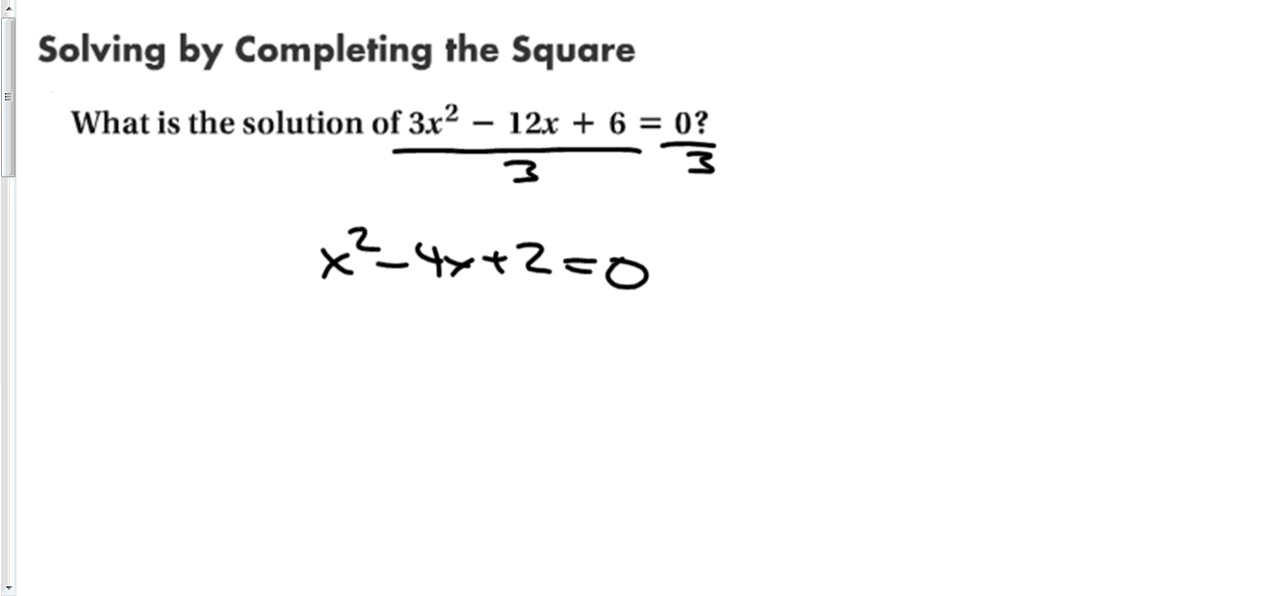 Solving by Completing the Square
What is the solution of 3x² − 12x + 6 = 0?
3 3
x² − 4x + 2 = 0